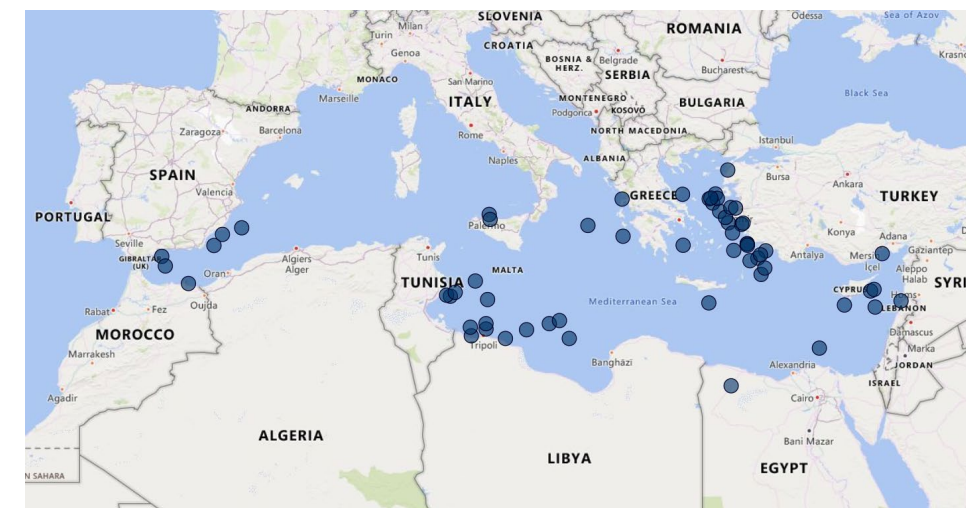 SLOVENIA
Odessa
Sea of Azov
Milan
Turin
ROMANIA
CROATIA
Genoa
BOSNIA &
HERZ.
Belgrade
SERBIA
Bucharest
MONACO
San Marino
Marseille
ITALY
MONTENEGRO
Podgorica
KOSOVO
BULGARIA
Black Sea
ANDORRA
Zaragoza
Barcelona
Rome
NORTH MACEDONIA
Istanbul
Naples
ALBANIA
Bursa
Ankara
SPAIN
Valencia
GREECE
TURKEY
PORTUGAL
Palermo
Konya
Adana
Seville
Antalya
Gaziantep
GIBRALTAR
(UK)
Algiers
Alger
Tunis
MALTA
Mersin
İçel
Aleppo
Halab
Oran
TUNISIA
SYRI
CYPRUS
Homs
Mediterranean Sea
LEBANON
Rabat
Fez
Oujda
MOROCCO
Damascus
Tripoli
Marka
Marrakesh
Banghāzi
Alexandria
JORDAN
ISRAEL
Agadir
Cairo
ALGERIA
Bani Mazar
LIBYA
EGYPT
N SAHARA